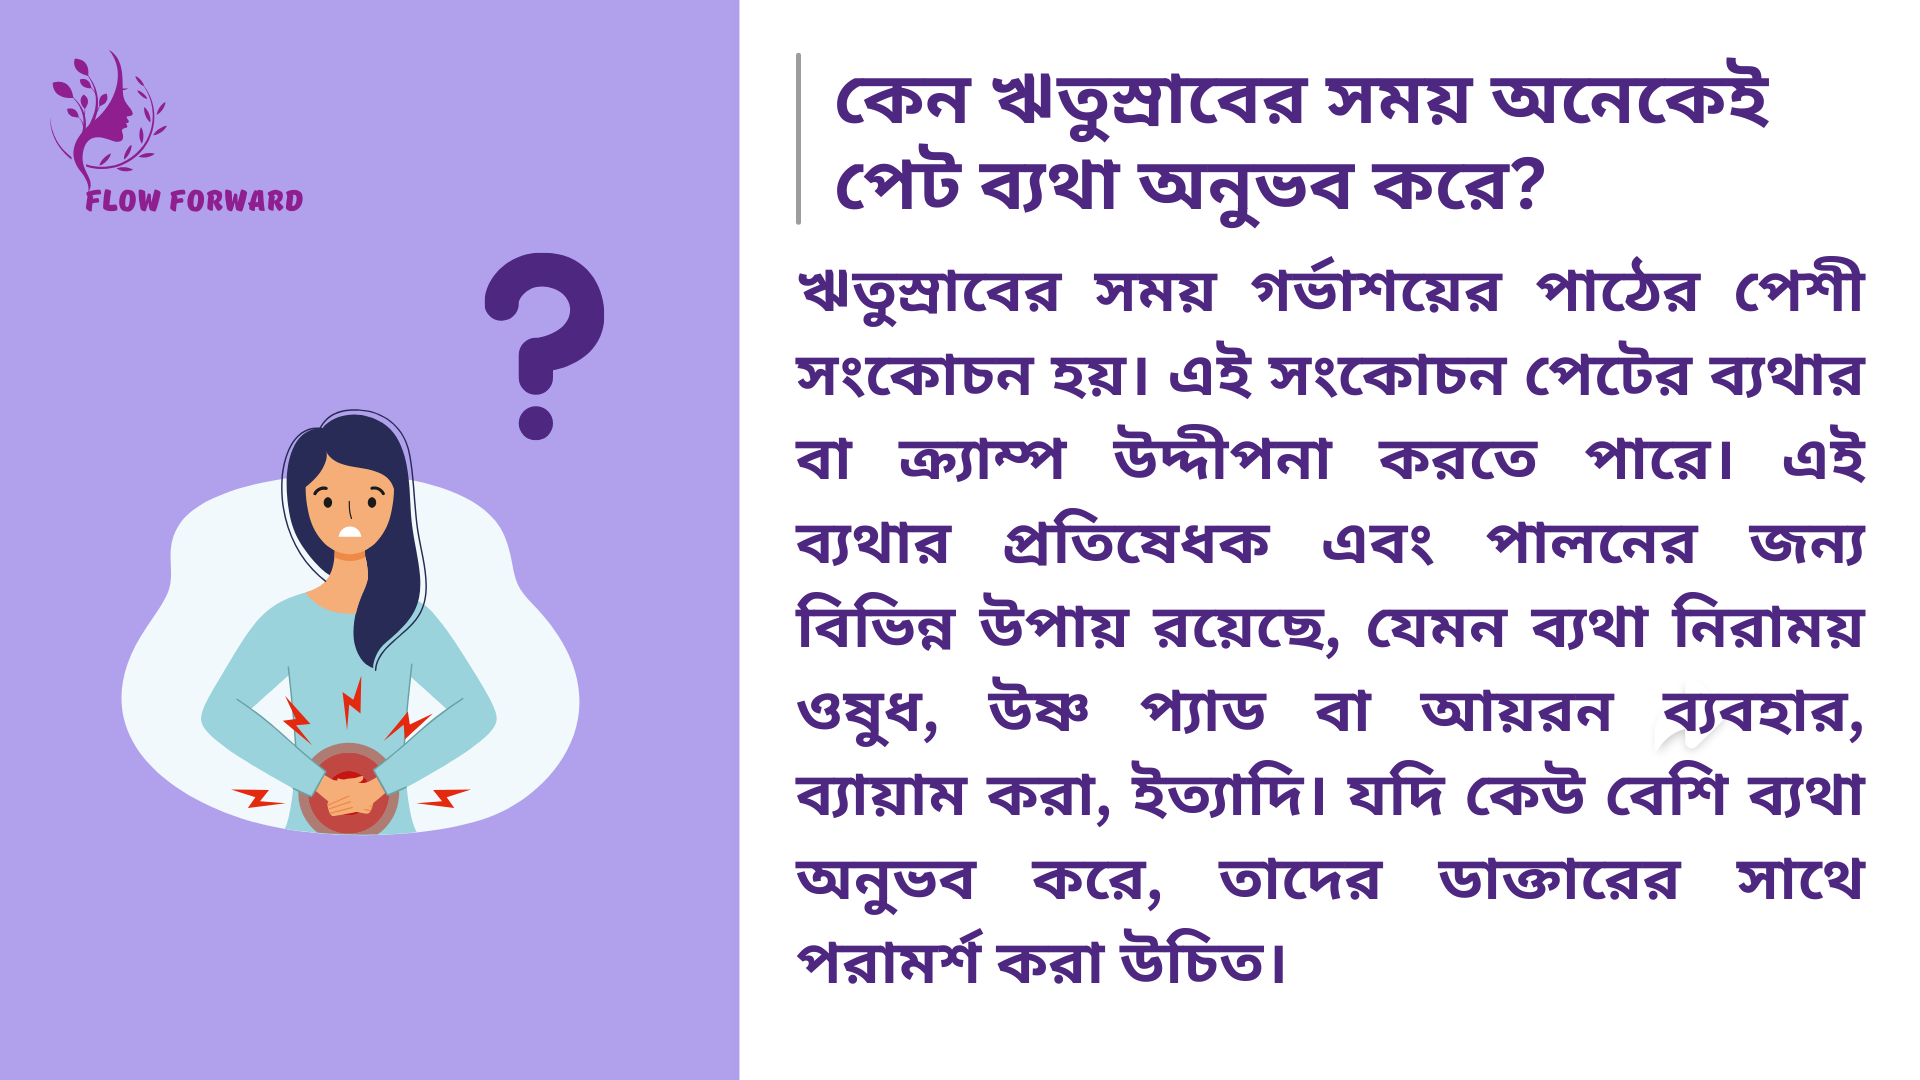 FLOW FORWARD
কেন ঋতুস্রাবের সময় অনেকেই
পেট ব্যথা অনুভব করে?
ঋতুস্রাবের সময় গর্ভাশয়ের পাঠের পেশী
সংকোচন হয়। এই সংকোচন পেটের ব্যথার
বা ক্র্যাম্প উদ্দীপনা করতে পারে। এই
ব্যথার প্রতিষেধক এবং পালনের জন্য
বিভিন্ন উপায় রয়েছে, যেমন ব্যথা নিরাময়
ওষুধ, উষ্ণ প্যাড বা আয়রন ব্যবহার,
ব্যায়াম করা, ইত্যাদি। যদি কেউ বেশি ব্যথা
অনুভব করে, তাদের ডাক্তারের সাথে
পরামর্শ করা উচিত।